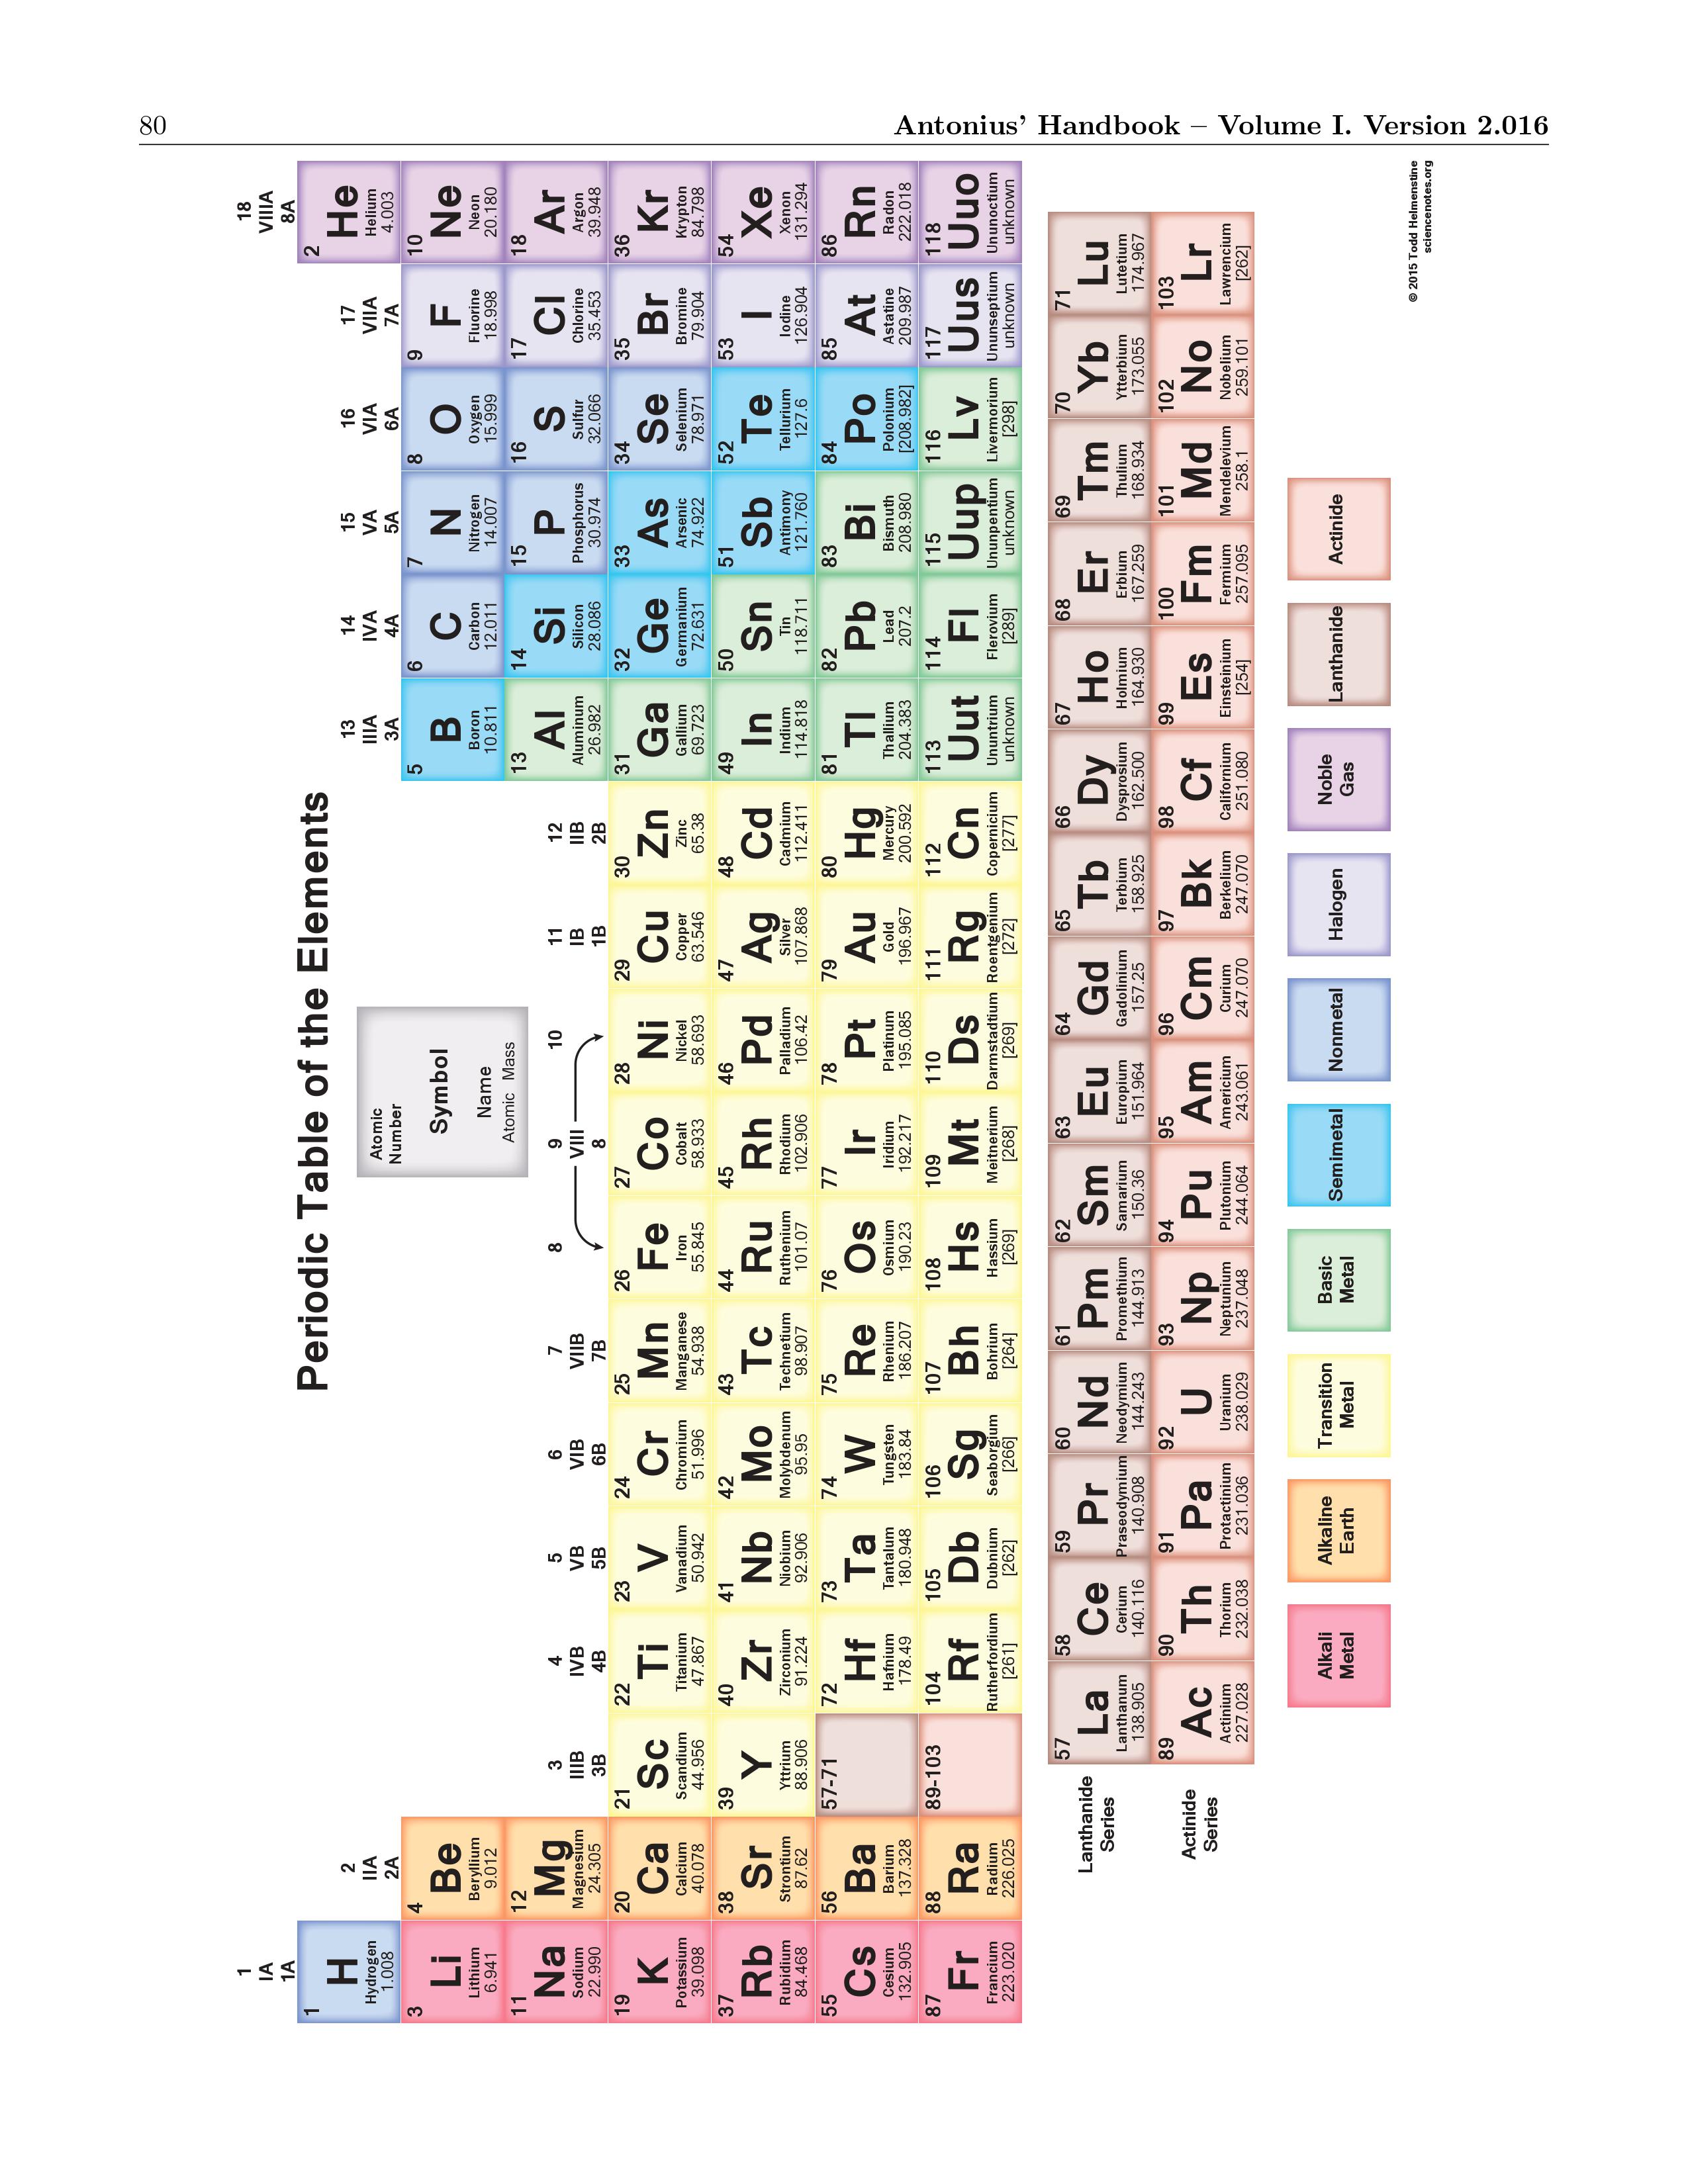 80
Antonius' Handbook – Volume I. Version 2.016
Periodic Table of the Elements
1
IA
1A
18
VIIIA
8A
1
H
Hydrogen
1.008
2
IIA
2A
13
IIIA
3A
14
IVA
4A
15
VA
5A
16
VIA
6A
17
VIIA
7A
2
He
Helium
4.003
Atomic
Number
Symbol
Name
Atomic Mass
3
Li
Lithium
6.941
4
Be
Beryllium
9.012
5
B
Boron
10.811
6
C
Carbon
12.011
7
N
Nitrogen
14.007
8
O
Oxygen
15.999
9
F
Fluorine
18.998
10
Ne
Neon
20.180
11
Na
Sodium
22.990
12
Mg
Magnesium
24.305
3
IIIB
3B
4
IVB
4B
5
VB
5B
6
VIB
6B
7
VIIB
7B
8
9
10
VIII
8
11
IB
1B
12
IIB
2B
13
Al
Aluminum
26.982
14
Si
Silicon
28.086
15
P
Phosphorus
30.974
16
S
Sulfur
32.066
17
Cl
Chlorine
35.453
18
Ar
Argon
39.948
19
K
Potassium
39.098
20
Ca
Calcium
40.078
21
Sc
Scandium
44.956
22
Ti
Titanium
47.867
23
V
Vanadium
50.942
24
Cr
Chromium
51.996
25
Mn
Manganese
54.938
26
Fe
Iron
55.845
27
Co
Cobalt
58.933
28
Ni
Nickel
58.693
29
Cu
Copper
63.546
30
Zn
Zinc
65.38
31
Ga
Gallium
69.723
32
Ge
Germanium
72.631
33
As
Arsenic
74.922
34
Se
Selenium
78.971
35
Br
Bromine
79.904
36
Kr
Krypton
84.798
37
Rb
Rubidium
84.468
38
Sr
Strontium
87.62
39
Y
Yttrium
88.906
40
Zr
Zirconium
91.224
41
Nb
Niobium
92.906
42
Mo
Molybdenum
95.95
43
Tc
Technetium
98.907
44
Ru
Ruthenium
101.07
45
Rh
Rhodium
102.906
46
Pd
Palladium
106.42
47
Ag
Silver
107.868
48
Cd
Cadmium
112.411
49
In
Indium
114.818
50
Sn
Tin
118.711
51
Sb
Antimony
121.760
52
Te
Tellurium
127.6
53
I
Iodine
126.904
54
Xe
Xenon
131.294
55
Cs
Cesium
132.905
56
Ba
Barium
137.328
57-71
72
Hf
Hafnium
178.49
73
Ta
Tantalum
180.948
74
W
Tungsten
183.84
75
Re
Rhenium
186.207
76
Os
Osmium
190.23
77
Ir
Iridium
192.217
78
Pt
Platinum
195.085
79
Au
Gold
196.967
80
Hg
Mercury
200.592
81
Tl
Thallium
204.383
82
Pb
Lead
207.2
83
Bi
Bismuth
208.980
84
Po
Polonium
[208.982]
85
At
Astatine
209.987
86
Rn
Radon
222.018
87
Fr
Francium
223.020
88
Ra
Radium
226.025
89-103
104
Rf
Rutherfordium
[261]
105
Db
Dubnium
[262]
106
Sg
Seaborgium
[266]
107
Bh
Bohrium
[264]
108
Hs
Hassium
[269]
109
Mt
Meitnerium
[268]
110
Ds
Darmstadtium
[269]
111
Rg
Roentgenium
[272]
112
Cn
Copernicium
[277]
113
Uut
Ununtrium
unknown
114
Fl
Flerovium
[289]
115
Uup
Ununpentium
unknown
116
Lv
Livermorium
[298]
117
Uus
Ununseptium
unknown
118
Uuo
Ununoctium
unknown
Lanthanide
Series
57
La
Lanthanum
138.905
58
Ce
Cerium
140.116
59
Pr
Praseodymium
140.908
60
Nd
Neodymium
144.243
61
Pm
Promethium
144.913
62
Sm
Samarium
150.36
63
Eu
Europium
151.964
64
Gd
Gadolinium
157.25
65
Tb
Terbium
158.925
66
Dy
Dysprosium
162.500
67
Ho
Holmium
164.930
68
Er
Erbium
167.259
69
Tm
Thulium
168.934
70
Yb
Ytterbium
173.055
71
Lu
Lutetium
174.967
Actinide
Series
89
Ac
Actinium
227.028
90
Th
Thorium
232.038
91
Pa
Protactinium
231.036
92
U
Uranium
238.029
93
Np
Neptunium
237.048
94
Pu
Plutonium
244.064
95
Am
Americium
243.061
96
Cm
Curium
247.070
97
Bk
Berkelium
247.070
98
Cf
Californium
251.080
99
Es
Einsteinium
[254]
100
Fm
Fermium
257.095
101
Md
Mendelevium
258.1
102
No
Nobelium
259.101
103
Lr
Lawrencium
[262]
Alkali
Metal
Alkaline
Earth
Transition
Metal
Basic
Metal
Semimetal
Nonmetal
Halogen
Noble
Gas
Lanthanide
Actinide
© 2015 Todd Helmenstine
sciencenotes.org